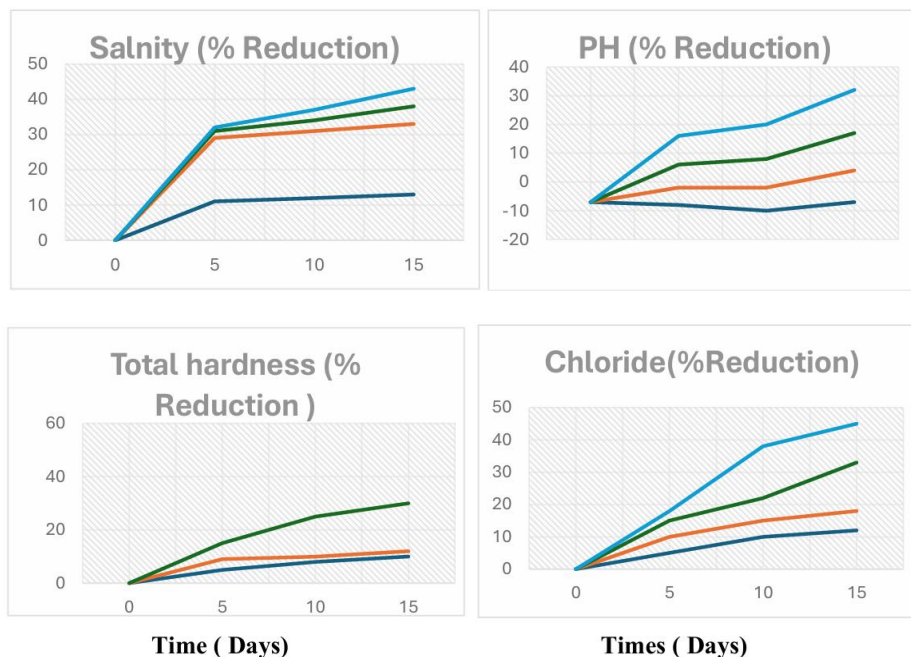 Salnity (% Reduction)
50
40
30
20
10
0
0 5 10 15
PH (% Reduction)
40
30
20
10
0
-10
-20
Total hardness (%
Reduction )
60
40
20
0
0 5 10 15
Time ( Days)
Chloride(%Reduction)
50
40
30
20
10
0
0 5 10 15
Times ( Days)